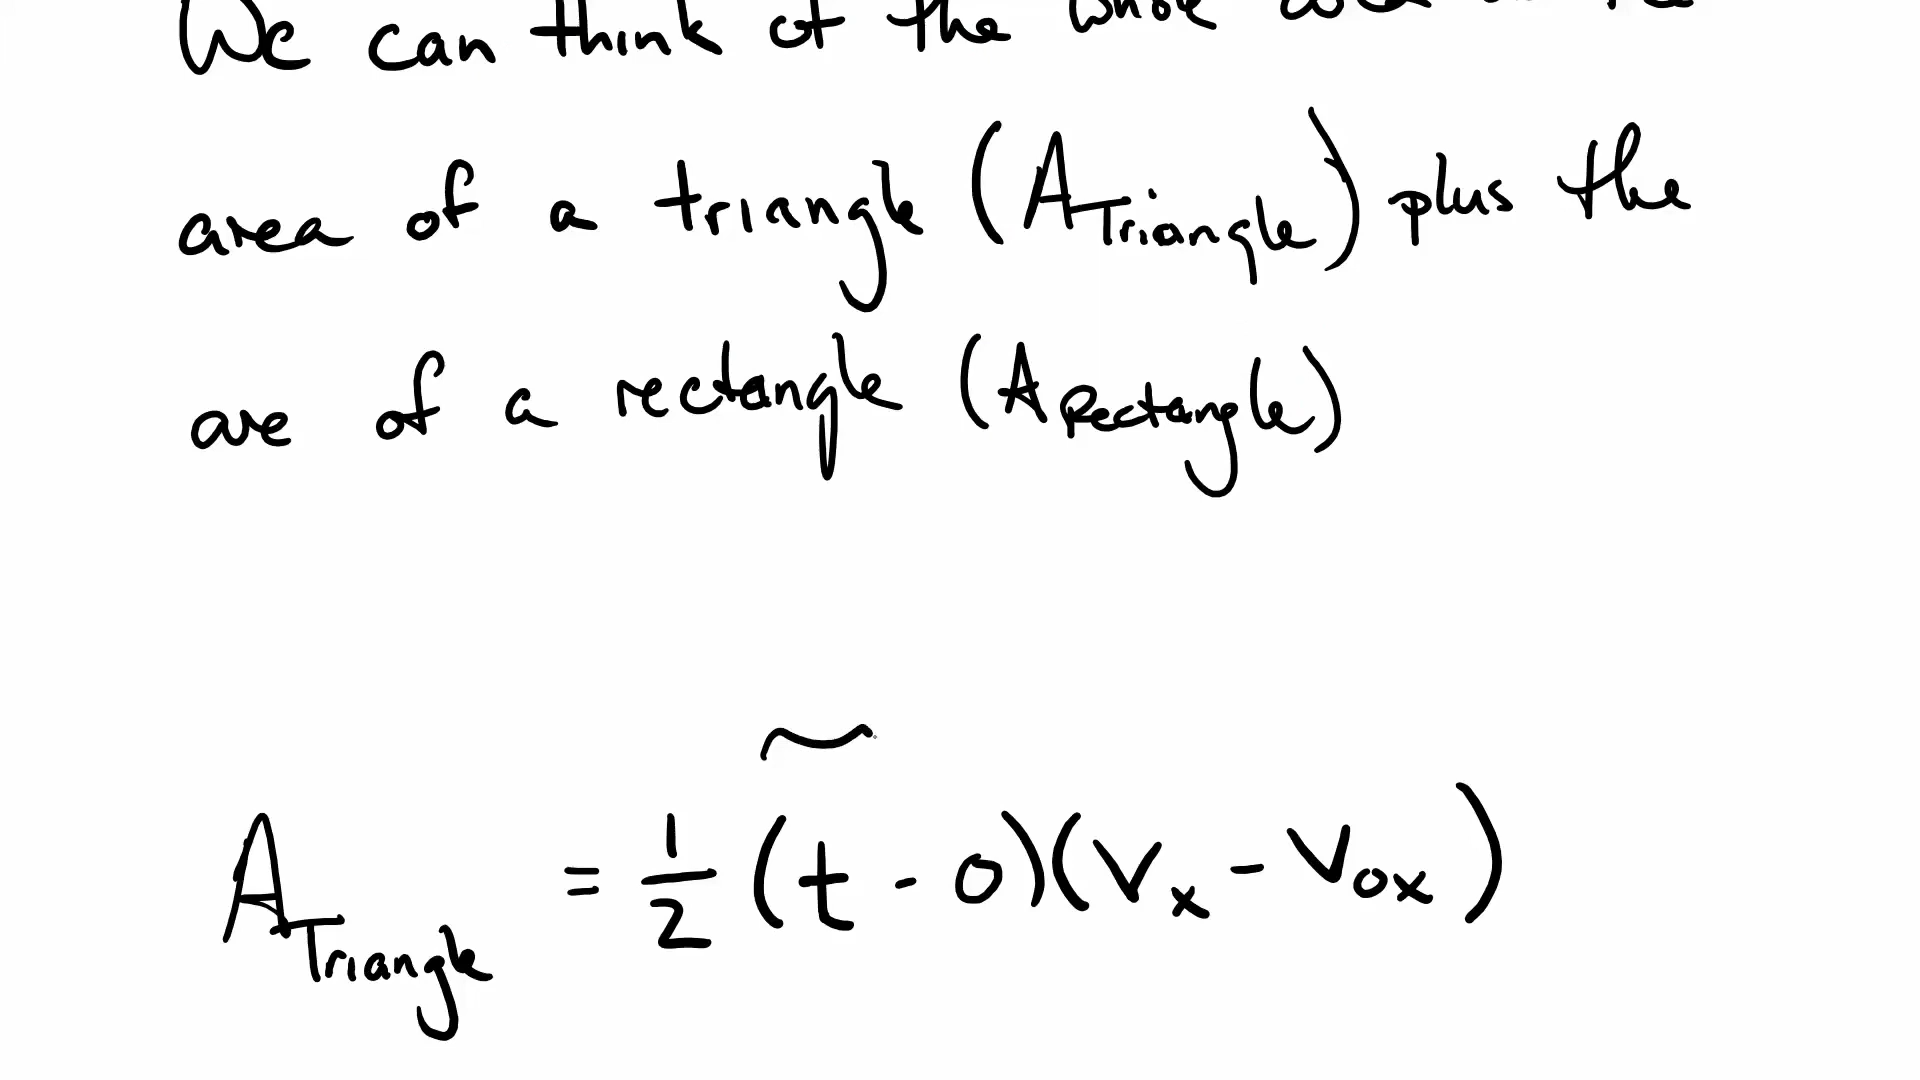 We can think of the whole
area of a triangle (A_Triangle) plus the
are of a rectangle (A_Rectangle)
A_Triangle = 1/2 (t - 0)(v_x - v_0x)